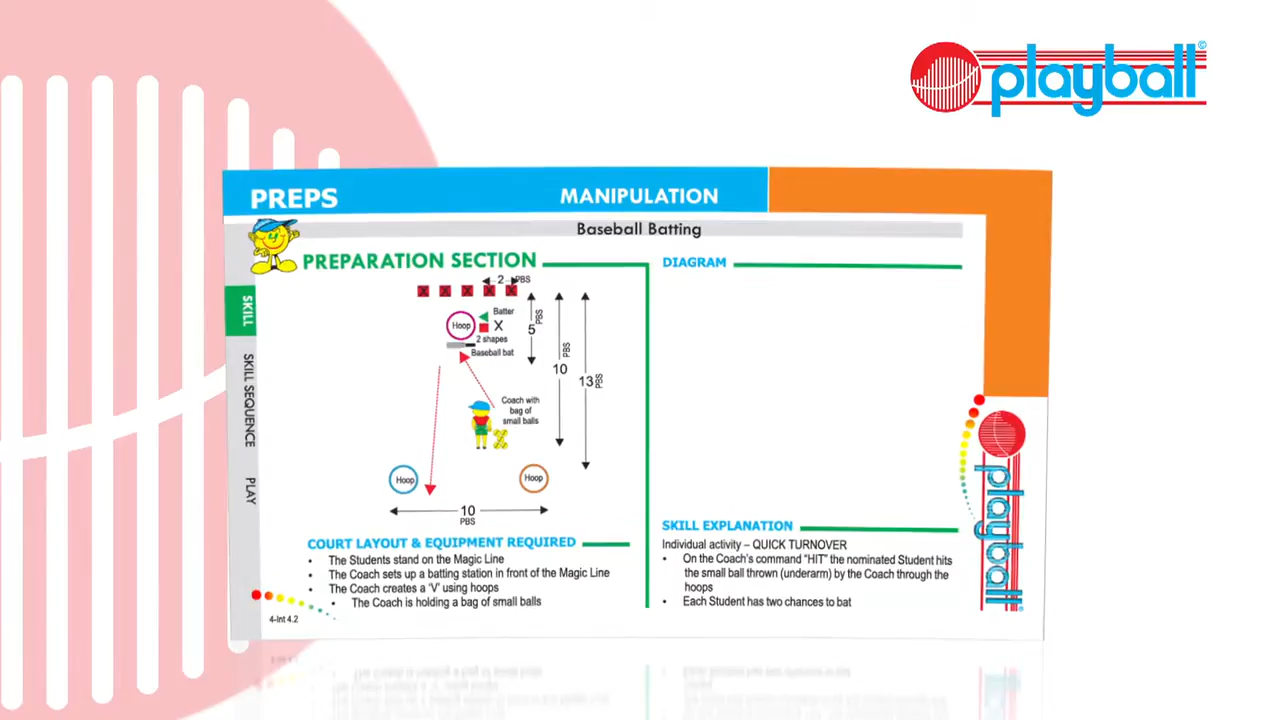 playball
PREPS
MANIPULATION
Baseball Batting
4
PREPARATION SECTION
2 PBS
X X X X X
Hoop
Batter
X
2 shapes
Baseball bat
5 PBS
10 PBS
13 PBS
Coach with
bag of
small balls
Hoop
Hoop
10
PBS
COURT LAYOUT & EQUIPMENT REQUIRED
• The Students stand on the Magic Line
• The Coach sets up a batting station in front of the Magic Line
• The Coach creates a 'V' using hoops
• The Coach is holding a bag of small balls
4-Int 4.2
SKILL
SKILL SEQUENCE
PLAY
DIAGRAM
SKILL EXPLANATION
Individual activity – QUICK TURNOVER
• On the Coach's command "HIT" the nominated Student hits
the small ball thrown (underarm) by the Coach through the
hoops
• Each Student has two chances to bat
playball